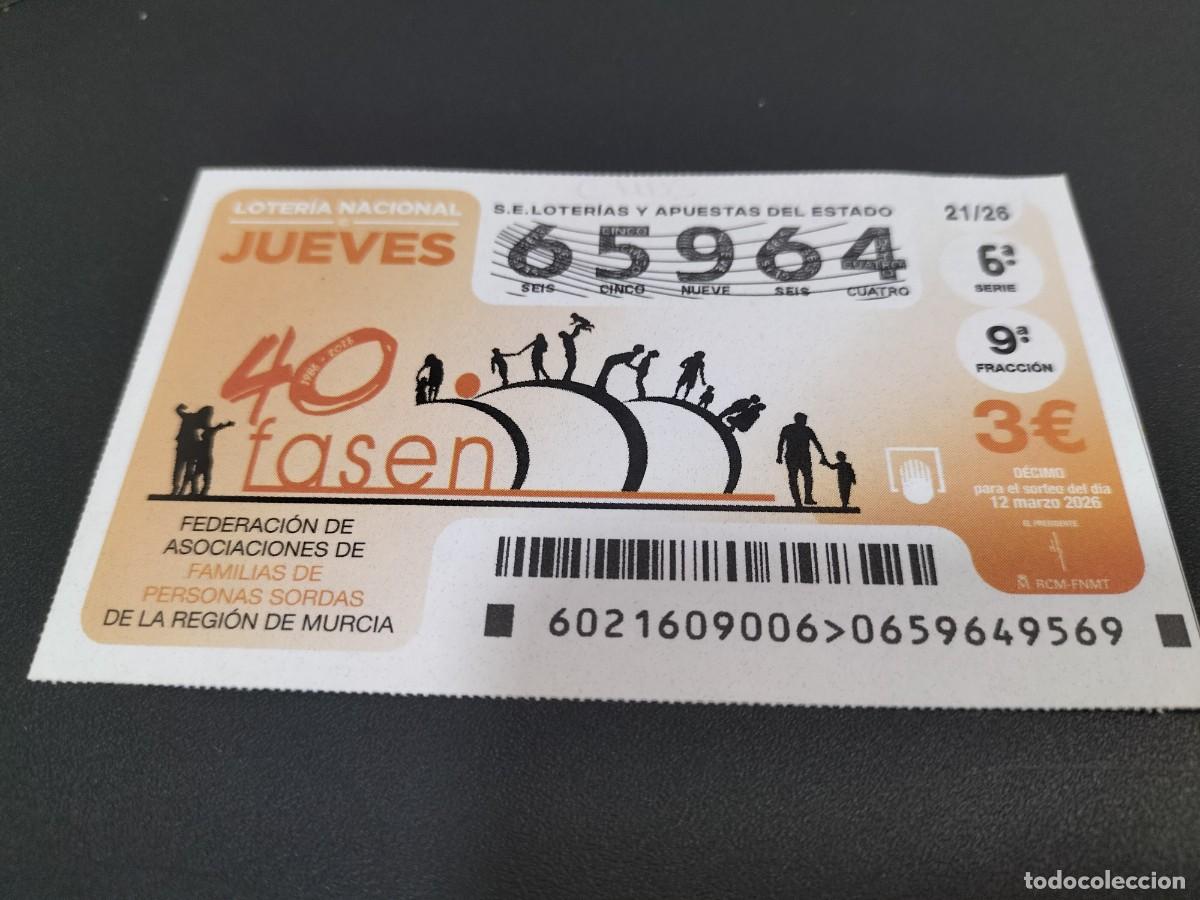 LOTERÍA NACIONAL
JUEVES
S.E.LOTERÍAS Y APUESTAS DEL ESTADO
21/26
65964
SEIS CINCO NUEVE SEIS CUATRO
6ª
SERIE
9ª
FRACCIÓN
3€
DÉCIMO
para el sorteo del día
12 marzo 2026
EL PRESIDENTE
RCM-FNMT
40
fasen
FEDERACIÓN DE
ASOCIACIONES DE
FAMILIAS DE
PERSONAS SORDAS
DE LA REGIÓN DE MURCIA
6021609006>0659649569
todocoleccion